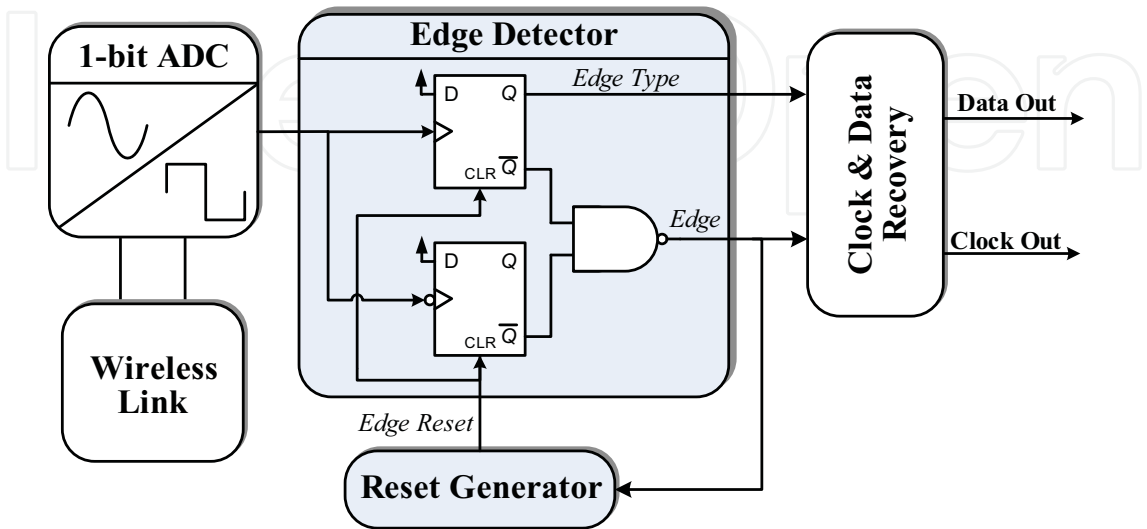 1-bit ADC
Wireless
Link
Edge Detector
D Q
CLR Q̅
D Q
CLR Q̅
Edge Type
Edge
Edge Reset
Reset Generator
Clock & Data
Recovery
Data Out
Clock Out